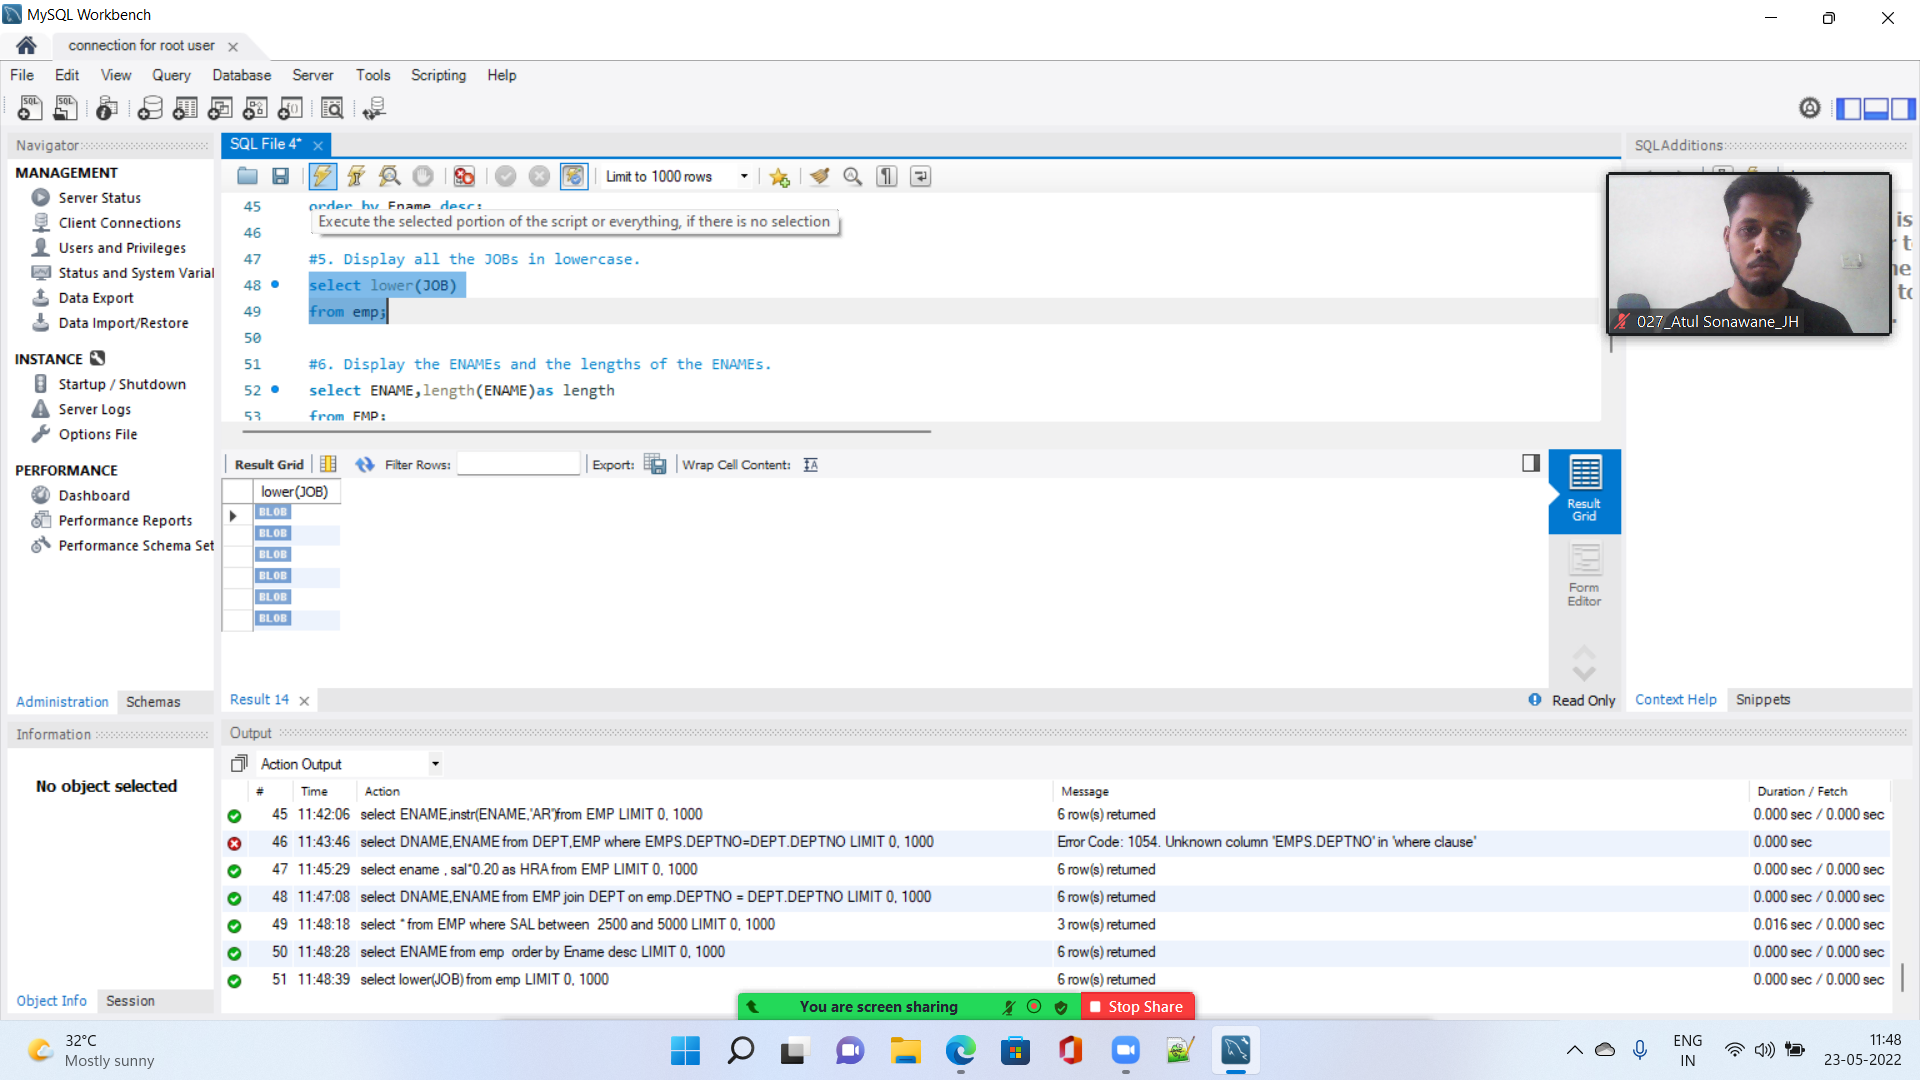 MySQL Workbench
connection for root user
File Edit View Query Database Server Tools Scripting Help
Navigator
MANAGEMENT
Server Status
Client Connections
Users and Privileges
Status and System Varial
Data Export
Data Import/Restore
INSTANCE
Startup / Shutdown
Server Logs
Options File
PERFORMANCE
Dashboard
Performance Reports
Performance Schema Set
Administration Schemas
Information
No object selected
Object Info Session
SQL File 4*
Limit to 1000 rows
45 order by Ename desc;
Execute the selected portion of the script or everything, if there is no selection
46
47 #5. Display all the JOBs in lowercase.
48 select lower(JOB)
49 from emp;
50
51 #6. Display the ENAMEs and the lengths of the ENAMEs.
52 select ENAME,length(ENAME)as length
53 from EMP;
Result Grid Filter Rows: Export: Wrap Cell Content:
lower(JOB)
BLOB
BLOB
BLOB
BLOB
BLOB
BLOB
Result Grid
Form Editor
Result 14
Read Only
SQLAdditions
027_Atul Sonawane_JH
Context Help Snippets
Output
Action Output
# Time Action Message Duration / Fetch
45 11:42:06 select ENAME,instr(ENAME,'AR')from EMP LIMIT 0, 1000 6 row(s) returned 0.000 sec / 0.000 sec
46 11:43:46 select DNAME,ENAME from DEPT,EMP where EMPS.DEPTNO=DEPT.DEPTNO LIMIT 0, 1000 Error Code: 1054. Unknown column 'EMPS.DEPTNO' in 'where clause' 0.000 sec
47 11:45:29 select ename , sal*0.20 as HRA from EMP LIMIT 0, 1000 6 row(s) returned 0.000 sec / 0.000 sec
48 11:47:08 select DNAME,ENAME from EMP join DEPT on emp.DEPTNO = DEPT.DEPTNO LIMIT 0, 1000 6 row(s) returned 0.000 sec / 0.000 sec
49 11:48:18 select * from EMP where SAL between 2500 and 5000 LIMIT 0, 1000 3 row(s) returned 0.016 sec / 0.000 sec
50 11:48:28 select ENAME from emp order by Ename desc LIMIT 0, 1000 6 row(s) returned 0.000 sec / 0.000 sec
51 11:48:39 select lower(JOB) from emp LIMIT 0, 1000 6 row(s) returned 0.000 sec / 0.000 sec
You are screen sharing Stop Share
32°C
Mostly sunny
ENG
IN
11:48
23-05-2022